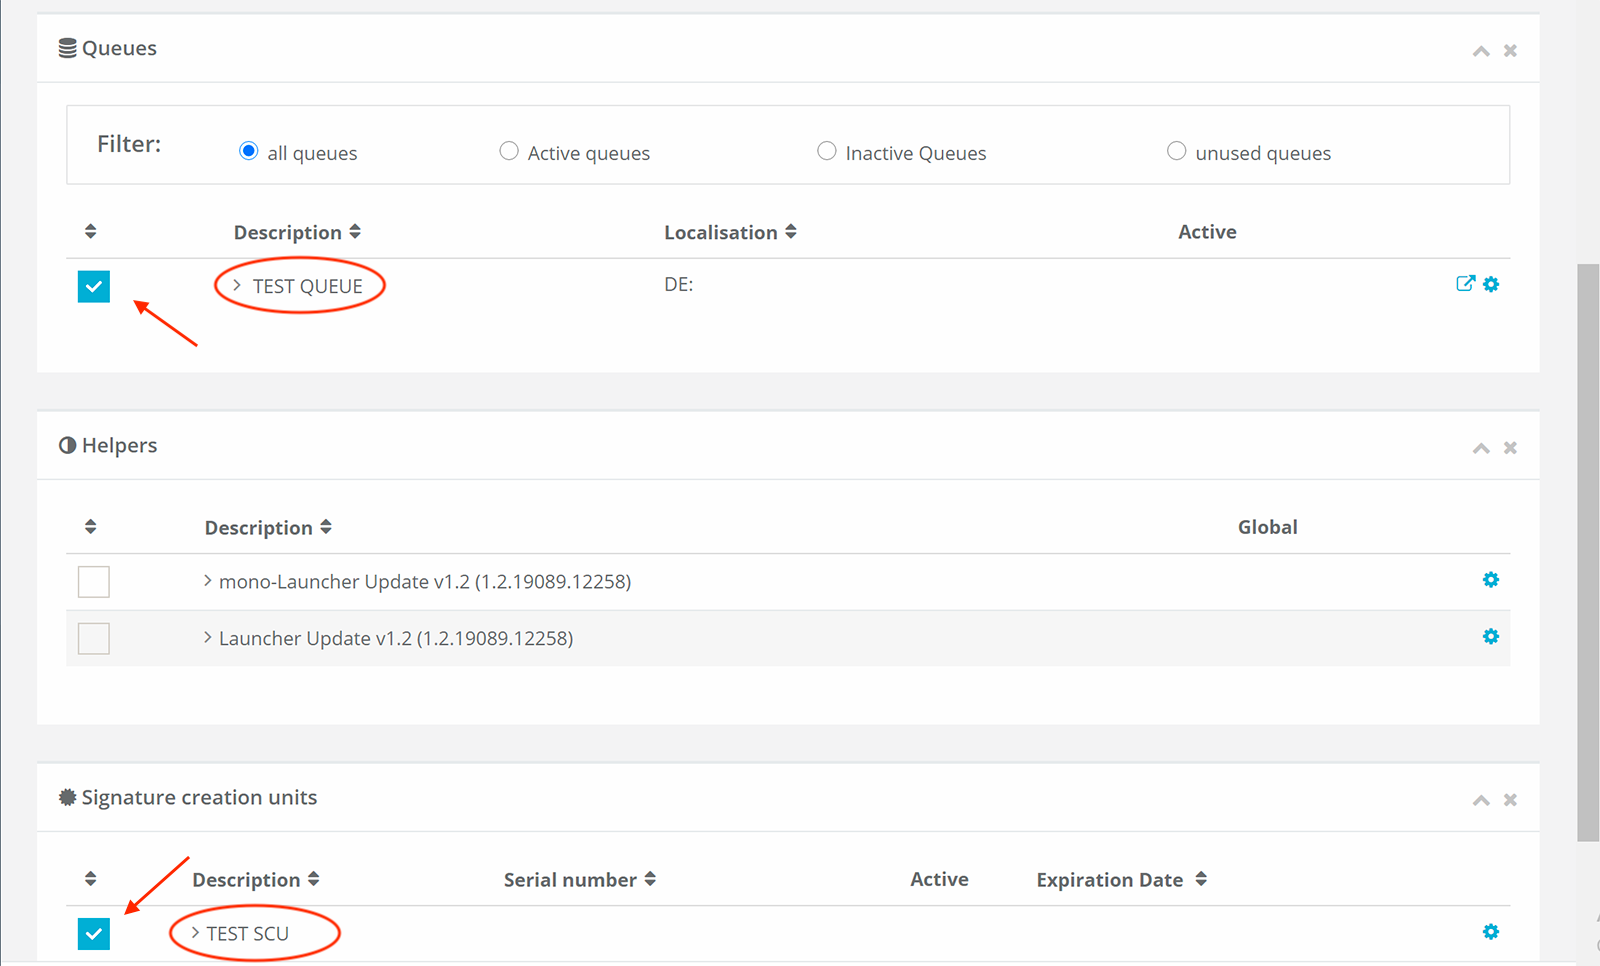 Queues
Filter: all queues Active queues Inactive Queues unused queues
Description Localisation Active
TEST QUEUE DE:
Helpers
Description Global
mono-Launcher Update v1.2 (1.2.19089.12258)
Launcher Update v1.2 (1.2.19089.12258)
Signature creation units
Description Serial number Active Expiration Date
TEST SCU